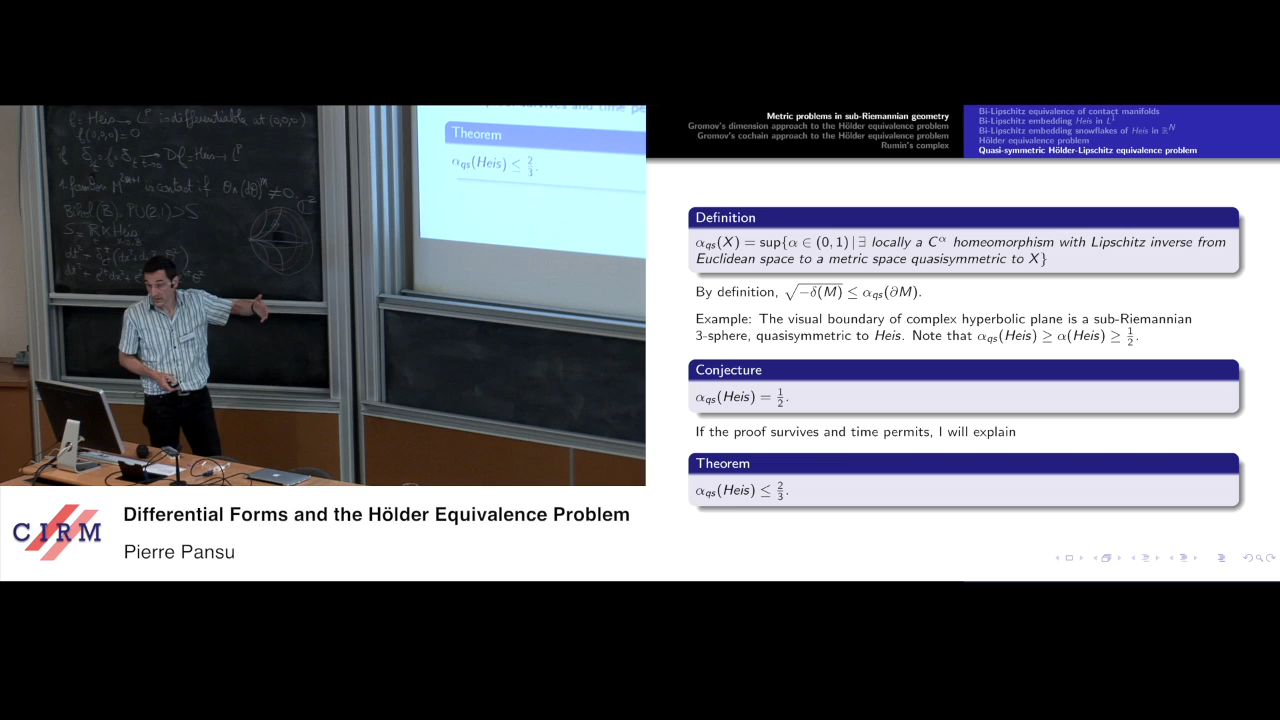 f: Heis → L¹ is differentiable at (0,0,0)
f(0,0,0)=0
1-form on M²ᵐ⁺¹ is contact if θ∧(dθ)ᵐ ≠ 0
Bihol(B) = PU(2,1) > S
S = ℝ ⋉ Heis
Theorem
α_qs(Heis) ≤ 2/3.
CIRM
Differential Forms and the Hölder Equivalence Problem
Pierre Pansu
Metric problems in sub-Riemannian geometry
Gromov's dimension approach to the Hölder equivalence problem
Gromov's cochain approach to the Hölder equivalence problem
Rumin's complex
Bi-Lipschitz equivalence of contact manifolds
Bi-Lipschitz embedding Heis in L¹
Bi-Lipschitz embedding snowflakes of Heis in ℝᴺ
Hölder equivalence problem
Quasi-symmetric Hölder-Lipschitz equivalence problem
Definition
α_qs(X) = sup{α ∈ (0, 1) | ∃ locally a C^α homeomorphism with Lipschitz inverse from
Euclidean space to a metric space quasisymmetric to X}
By definition, √−δ(M) ≤ α_qs(∂M).
Example: The visual boundary of complex hyperbolic plane is a sub-Riemannian
3-sphere, quasisymmetric to Heis. Note that α_qs(Heis) ≥ α(Heis) ≥ 1/2.
Conjecture
α_qs(Heis) = 1/2.
If the proof survives and time permits, I will explain
Theorem
α_qs(Heis) ≤ 2/3.